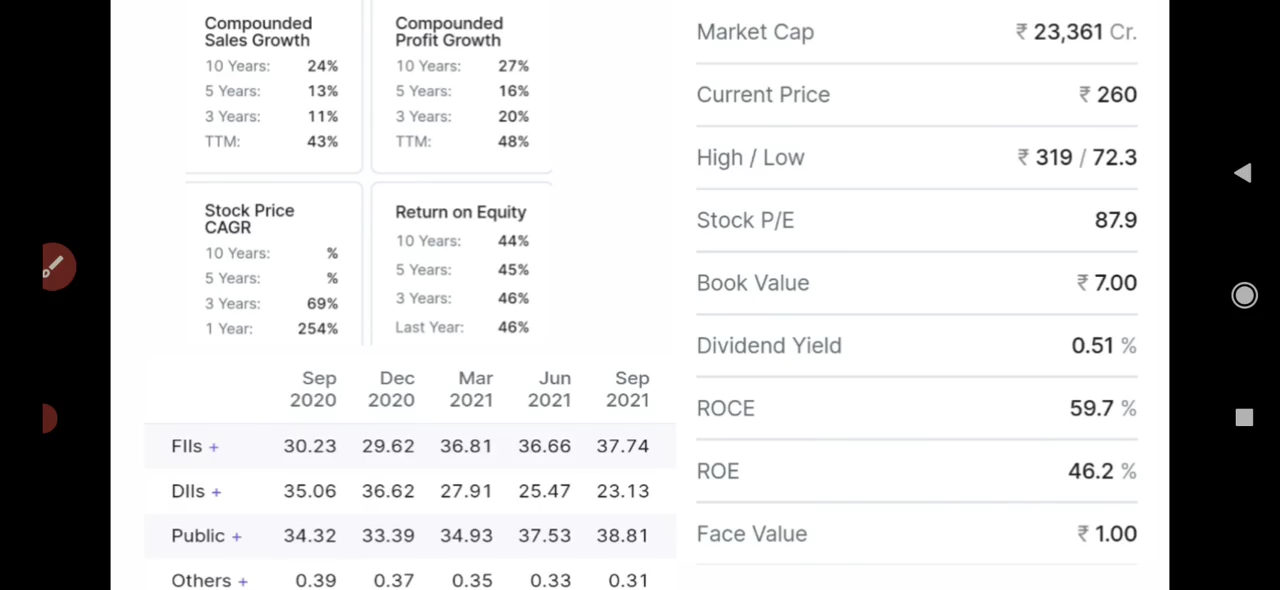 Compounded
Sales Growth
10 Years: 24%
5 Years: 13%
3 Years: 11%
TTM: 43%
Compounded
Profit Growth
10 Years: 27%
5 Years: 16%
3 Years: 20%
TTM: 48%
Stock Price
CAGR
10 Years: %
5 Years: %
3 Years: 69%
1 Year: 254%
Return on Equity
10 Years: 44%
5 Years: 45%
3 Years: 46%
Last Year: 46%
Sep 2020 Dec 2020 Mar 2021 Jun 2021 Sep 2021
FIIs + 30.23 29.62 36.81 36.66 37.74
DIIs + 35.06 36.62 27.91 25.47 23.13
Public + 34.32 33.39 34.93 37.53 38.81
Others + 0.39 0.37 0.35 0.33 0.31
Market Cap ₹ 23,361 Cr.
Current Price ₹ 260
High / Low ₹ 319 / 72.3
Stock P/E 87.9
Book Value ₹ 7.00
Dividend Yield 0.51 %
ROCE 59.7 %
ROE 46.2 %
Face Value ₹ 1.00